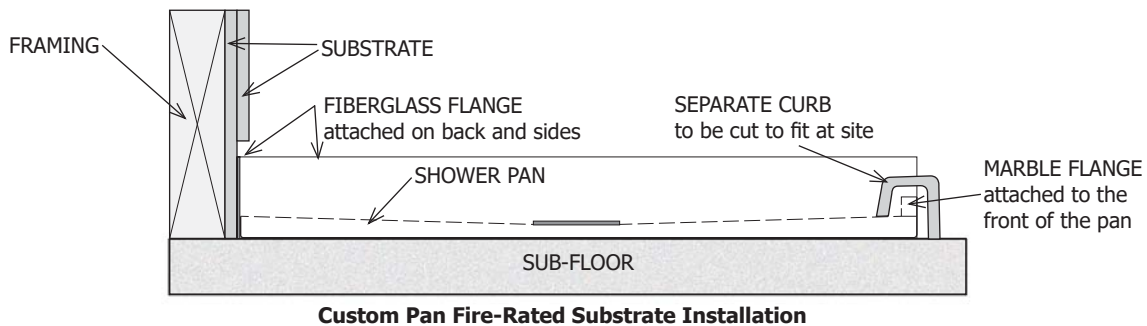 FRAMING
SUBSTRATE
FIBERGLASS FLANGE
attached on back and sides
SEPARATE CURB
to be cut to fit at site
SHOWER PAN
MARBLE FLANGE
attached to the
front of the pan
SUB-FLOOR
Custom Pan Fire-Rated Substrate Installation